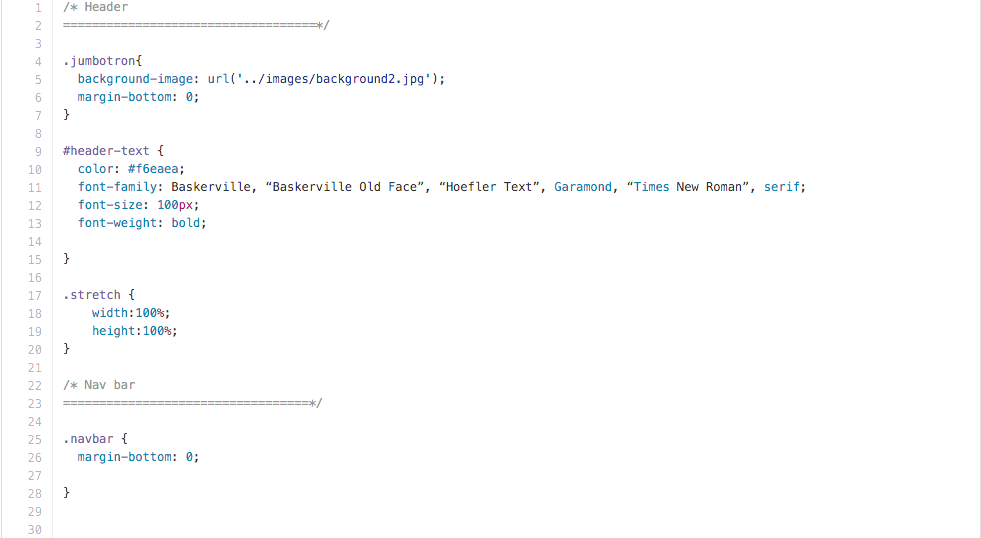 1 /* Header
2 ===================================*/
3
4 .jumbotron{
5   background-image: url('../images/background2.jpg');
6   margin-bottom: 0;
7 }
8
9 #header-text {
10   color: #f6eaea;
11   font-family: Baskerville, “Baskerville Old Face”, “Hoefler Text”, Garamond, “Times New Roman”, serif;
12   font-size: 100px;
13   font-weight: bold;
14
15 }
16
17 .stretch {
18     width:100%;
19     height:100%;
20 }
21
22 /* Nav bar
23 ==================================*/
24
25 .navbar {
26   margin-bottom: 0;
27
28 }
29
30